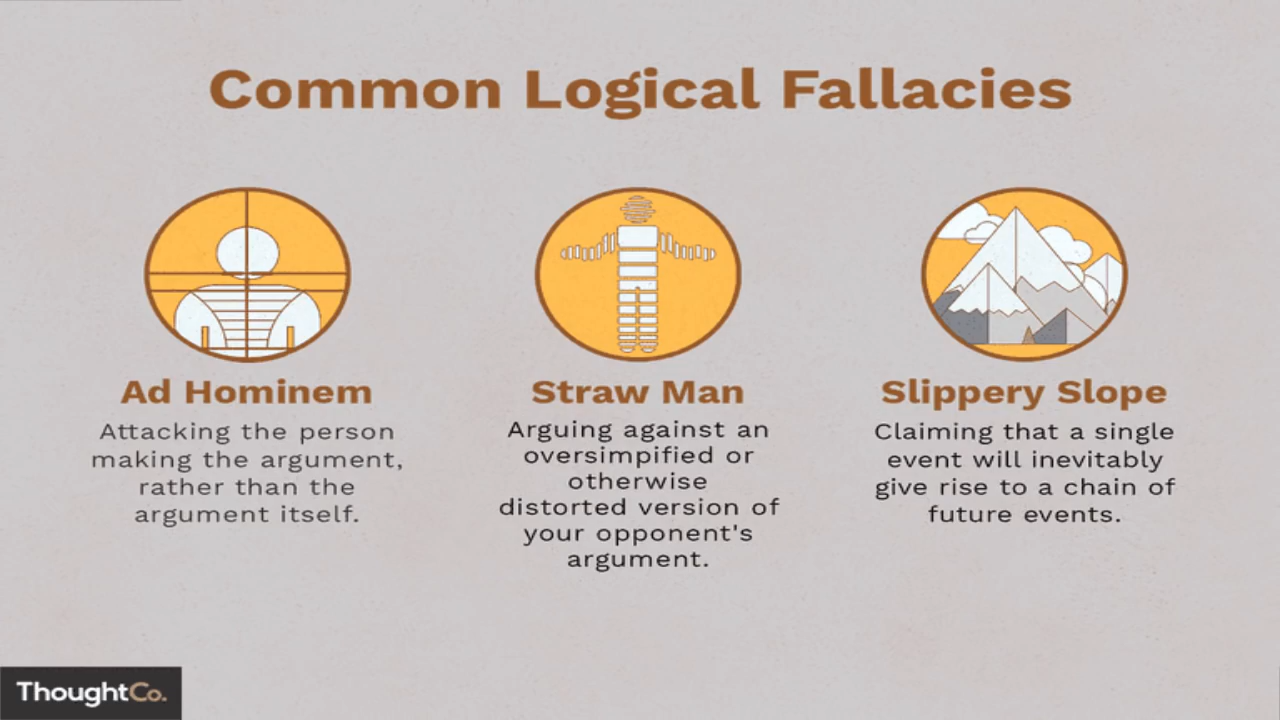 Common Logical Fallacies
Ad Hominem
Attacking the person
making the argument,
rather than the
argument itself.
Straw Man
Arguing against an
oversimpified or
otherwise
distorted version of
your opponent's
argument.
Slippery Slope
Claiming that a single
event will inevitably
give rise to a chain of
future events.
ThoughtCo.